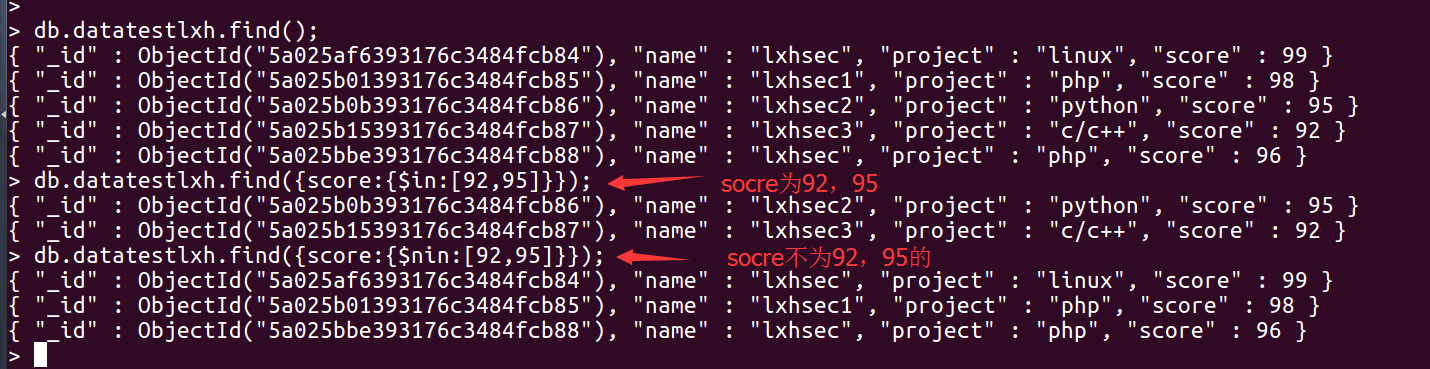 >
> db.datatestlxh.find();
{ "_id" : ObjectId("5a025af6393176c3484fcb84"), "name" : "lxhsec", "project" : "linux", "score" : 99 }
{ "_id" : ObjectId("5a025b01393176c3484fcb85"), "name" : "lxhsec1", "project" : "php", "score" : 98 }
{ "_id" : ObjectId("5a025b0b393176c3484fcb86"), "name" : "lxhsec2", "project" : "python", "score" : 95 }
{ "_id" : ObjectId("5a025b15393176c3484fcb87"), "name" : "lxhsec3", "project" : "c/c++", "score" : 92 }
{ "_id" : ObjectId("5a025bbe393176c3484fcb88"), "name" : "lxhsec", "project" : "php", "score" : 96 }
> db.datatestlxh.find({score:{$in:[92,95]}}); socre为92，95
{ "_id" : ObjectId("5a025b0b393176c3484fcb86"), "name" : "lxhsec2", "project" : "python", "score" : 95 }
{ "_id" : ObjectId("5a025b15393176c3484fcb87"), "name" : "lxhsec3", "project" : "c/c++", "score" : 92 }
> db.datatestlxh.find({score:{$nin:[92,95]}}); socre不为92，95的
{ "_id" : ObjectId("5a025af6393176c3484fcb84"), "name" : "lxhsec", "project" : "linux", "score" : 99 }
{ "_id" : ObjectId("5a025b01393176c3484fcb85"), "name" : "lxhsec1", "project" : "php", "score" : 98 }
{ "_id" : ObjectId("5a025bbe393176c3484fcb88"), "name" : "lxhsec", "project" : "php", "score" : 96 }
>